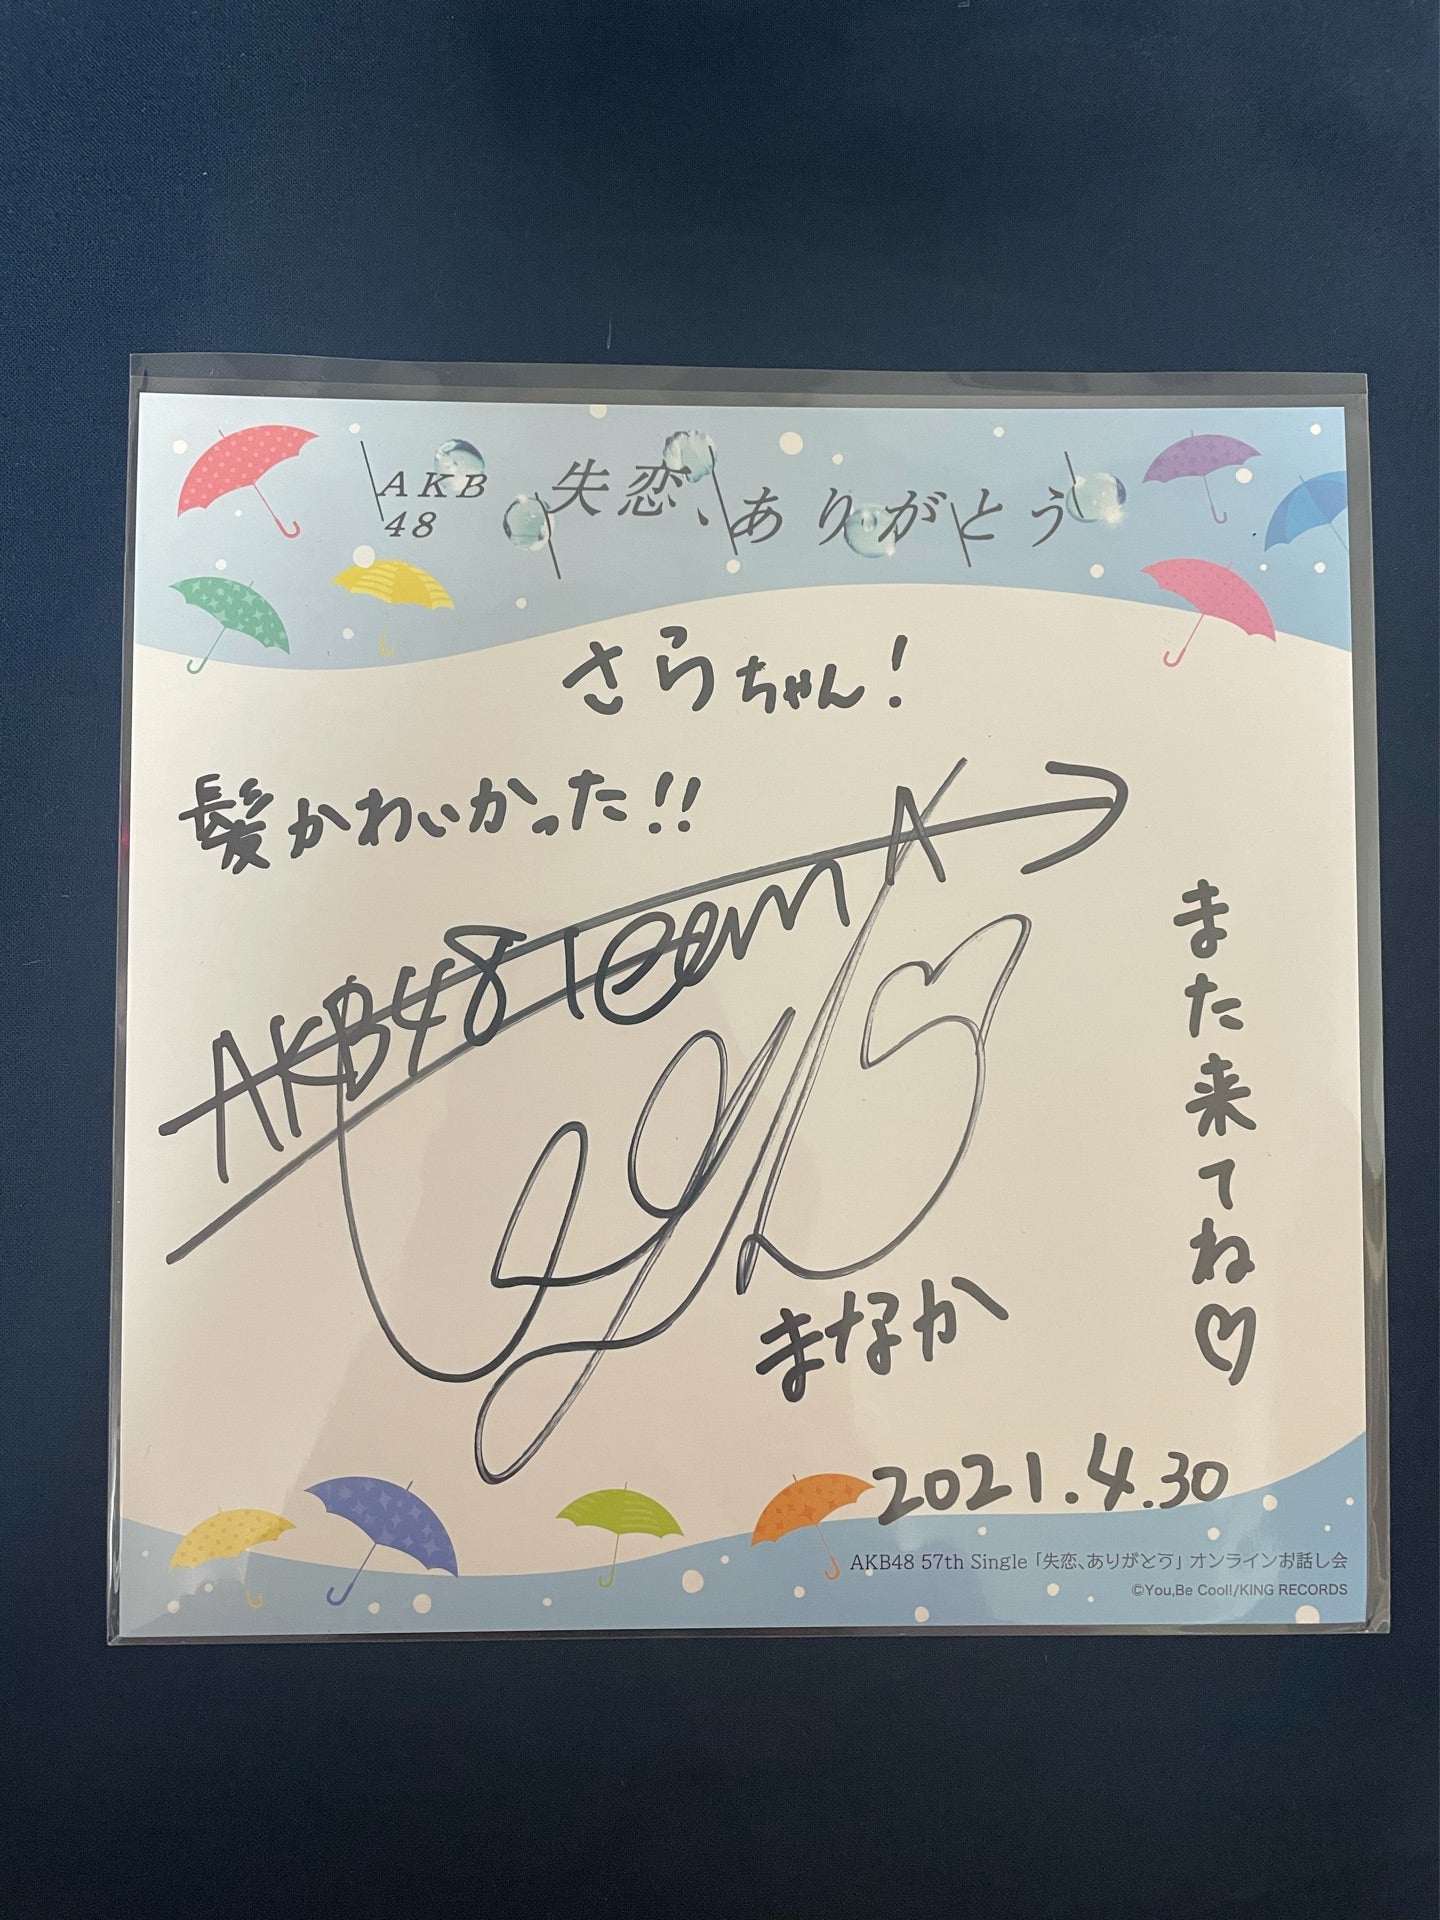 AKB
48
失恋、ありがとう
さらちゃん!
髪かわいかった!!
AKB48 Team A
また来てね♡
まなか
2021.4.30
AKB48 57th Single「失恋、ありがとう」オンラインお話し会
©You,Be Cool!/KING RECORDS